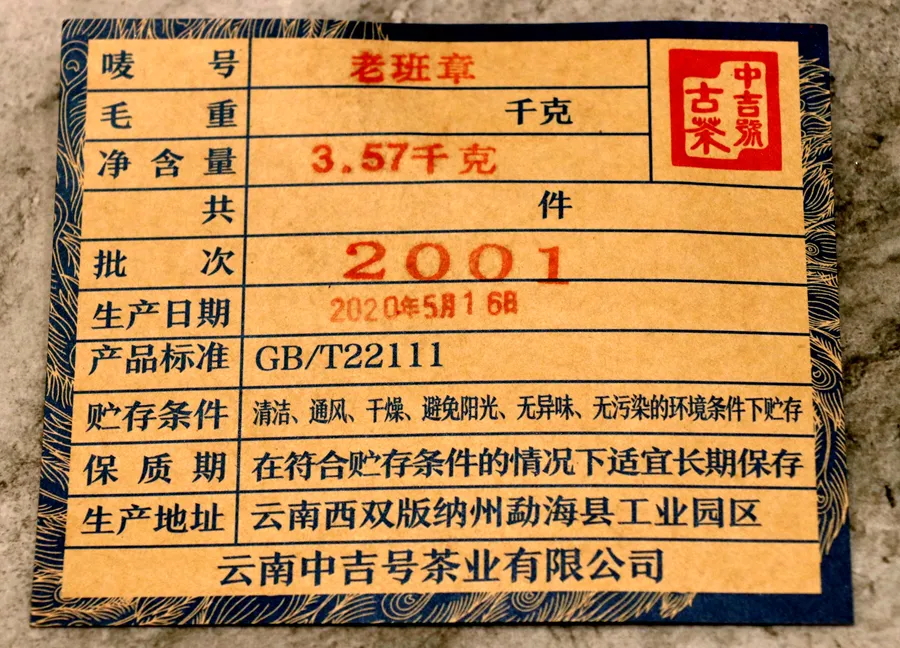 唛 号 老班章
中吉號
古茶
毛 重 千克
净含量 3.57千克
共 件
批 次 2001
生产日期 2020年5月16日
产品标准 GB/T22111
贮存条件 清洁、通风、干燥、避免阳光、无异味、无污染的环境条件下贮存
保质期 在符合贮存条件的情况下适宜长期保存
生产地址 云南西双版纳州勐海县工业园区
云南中吉号茶业有限公司